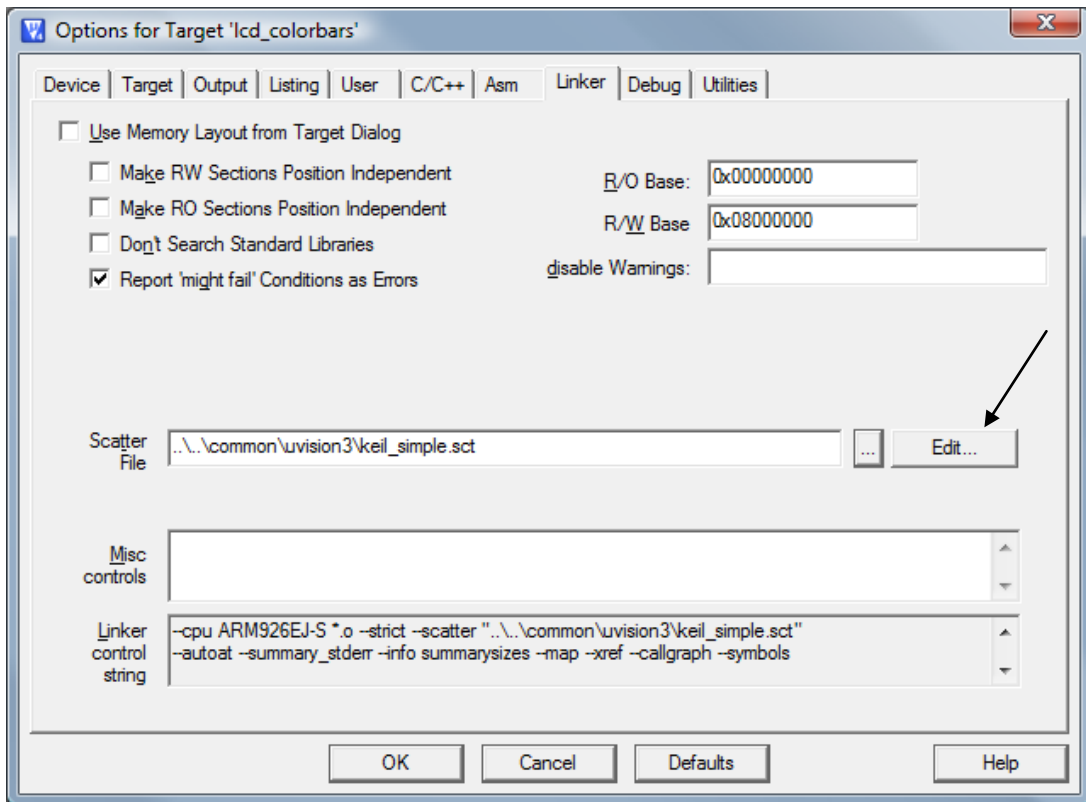 Options for Target 'lcd_colorbars'
Device Target Output Listing User C/C++ Asm Linker Debug Utilities
Use Memory Layout from Target Dialog
Make RW Sections Position Independent
Make RO Sections Position Independent
Don't Search Standard Libraries
Report 'might fail' Conditions as Errors
R/O Base: 0x00000000
R/W Base 0x08000000
disable Warnings:
Scatter
File
..\..\common\uvision3\keil_simple.sct
...
Edit...
Misc
controls
Linker
control
string
--cpu ARM926EJ-S *.o --strict --scatter "..\..\common\uvision3\keil_simple.sct"
--autoat --summary_stderr --info summarysizes --map --xref --callgraph --symbols
OK Cancel Defaults Help